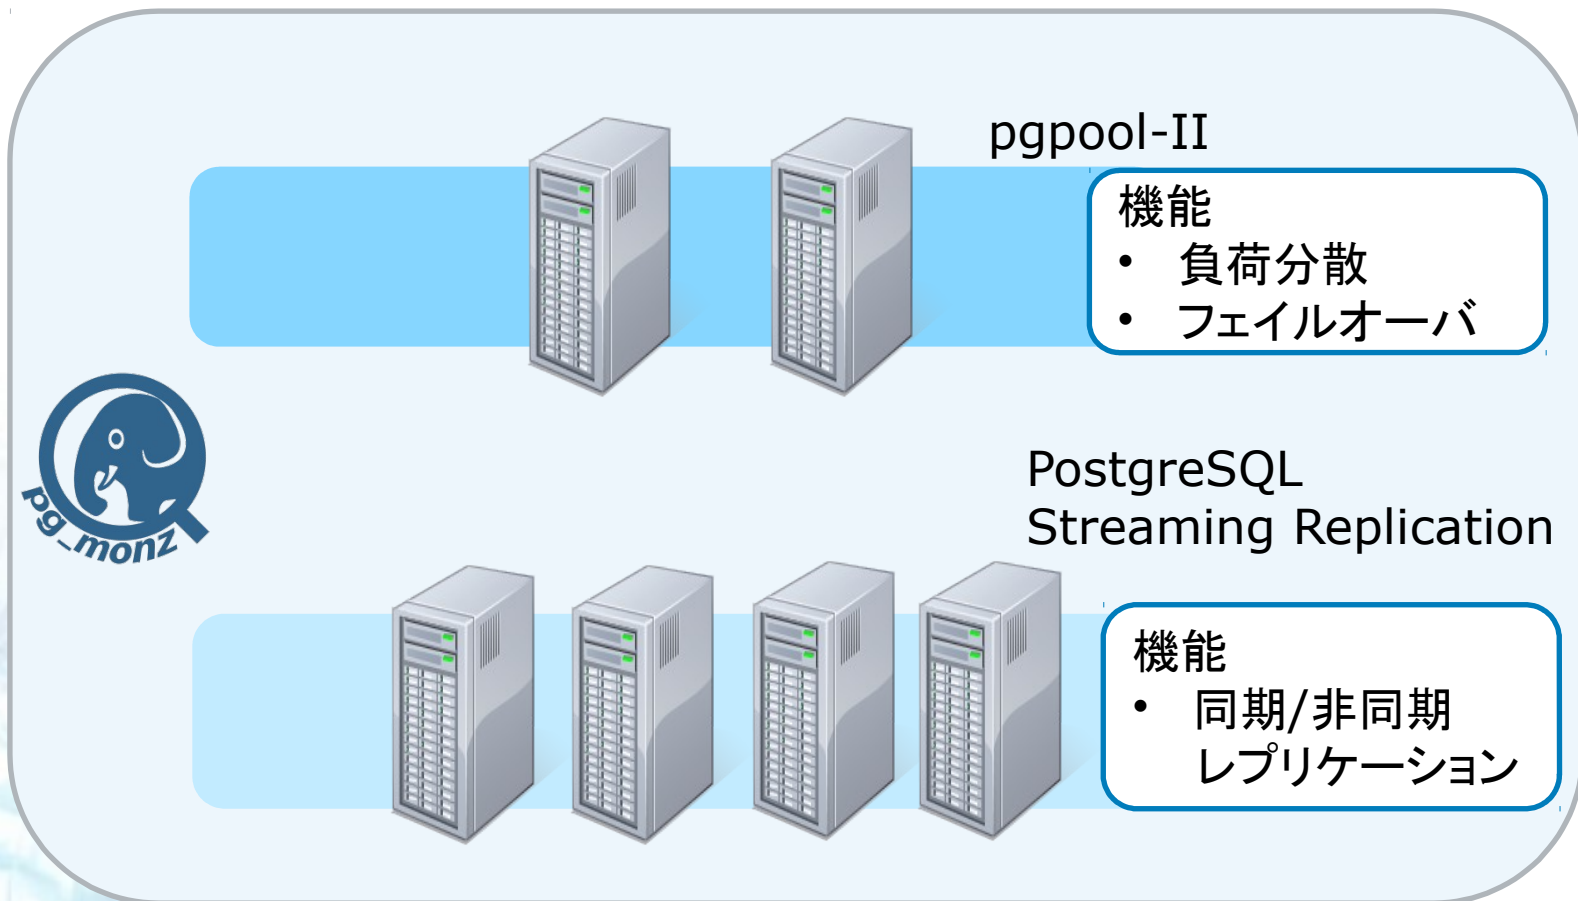 pgpool-II
機能
• 負荷分散
• フェイルオーバ
pg_monz
PostgreSQL
Streaming Replication
機能
• 同期/非同期
レプリケーション